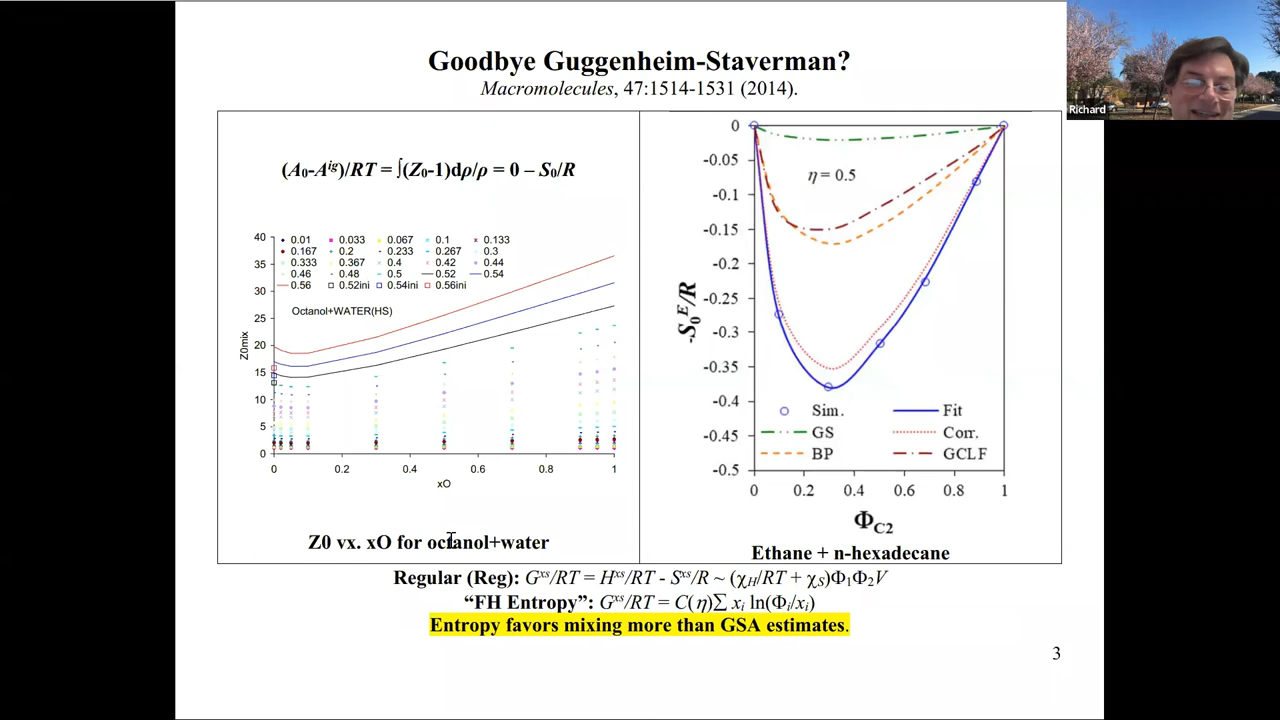 Goodbye Guggenheim-Staverman?
Macromolecules, 47:1514-1531 (2014).
Richard
(A₀-Aⁱᵍ)/RT = ∫(Z₀-1)dρ/ρ = 0 – S₀/R
40
35
30
25
20
15
10
5
0
Z0mix
0.01 0.033 0.067 0.1 0.133
0.167 0.2 0.233 0.267 0.3
0.333 0.367 0.4 0.42 0.44
0.46 0.48 0.5 0.52 0.54
0.56 0.52ini 0.54ini 0.56ini
Octanol+WATER(HS)
0 0.2 0.4 0.6 0.8 1
xO
Z0 vx. xO for octanol+water
0
-0.05
-0.1
-0.15
-0.2
-0.25
-0.3
-0.35
-0.4
-0.45
-0.5
-S₀ᴱ/R
η = 0.5
Sim. Fit
GS Corr.
BP GCLF
0 0.2 0.4 0.6 0.8 1
Φ_C2
Ethane + n-hexadecane
Regular (Reg): Gˣˢ/RT = Hˣˢ/RT - Sˣˢ/R ~ (χ_H/RT + χ_S)Φ₁Φ₂V
“FH Entropy”: Gˣˢ/RT = C(η)∑ xᵢ ln(Φᵢ/xᵢ)
Entropy favors mixing more than GSA estimates.
3